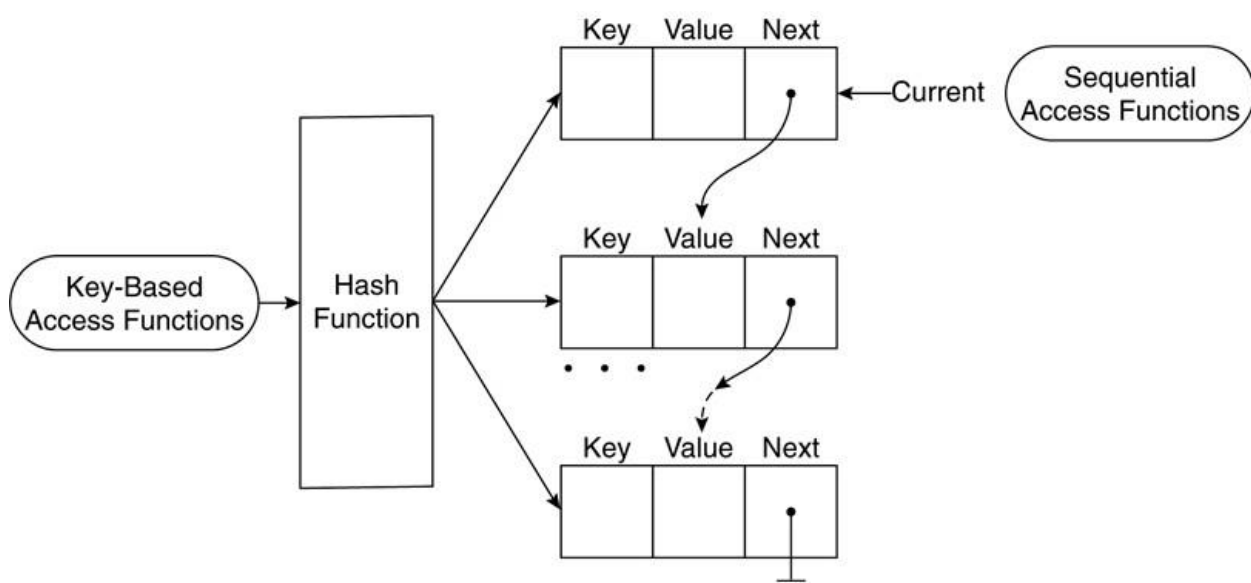 Key Value Next
Current
Sequential
Access Functions
Key Value Next
Key-Based
Access Functions
Hash
Function
Key Value Next